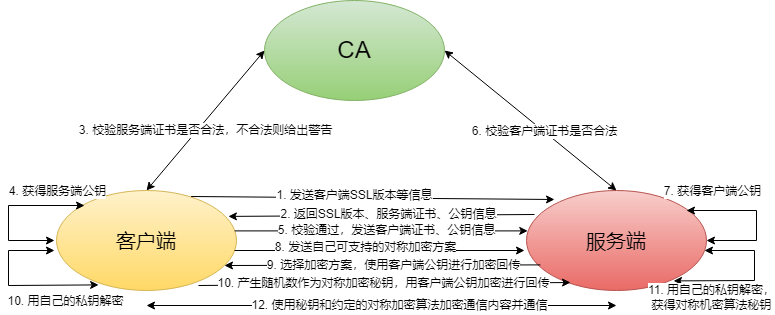 CA
3. 校验服务端证书是否合法，不合法则给出警告
6. 校验客户端证书是否合法
4. 获得服务端公钥
7. 获得客户端公钥
1. 发送客户端SSL版本等信息
2. 返回SSL版本、服务端证书、公钥信息
5. 校验通过，发送客户端证书、公钥信息
客户端
服务端
8. 发送自己可支持的对称加密方案
9. 选择加密方案，使用客户端公钥进行加密回传
10. 产生随机数作为对称加密秘钥，用客户端公钥加密进行回传
10. 用自己的私钥解密
11. 用自己的私钥解密，
获得对称机密算法秘钥
12. 使用秘钥和约定的对称加密算法加密通信内容并通信